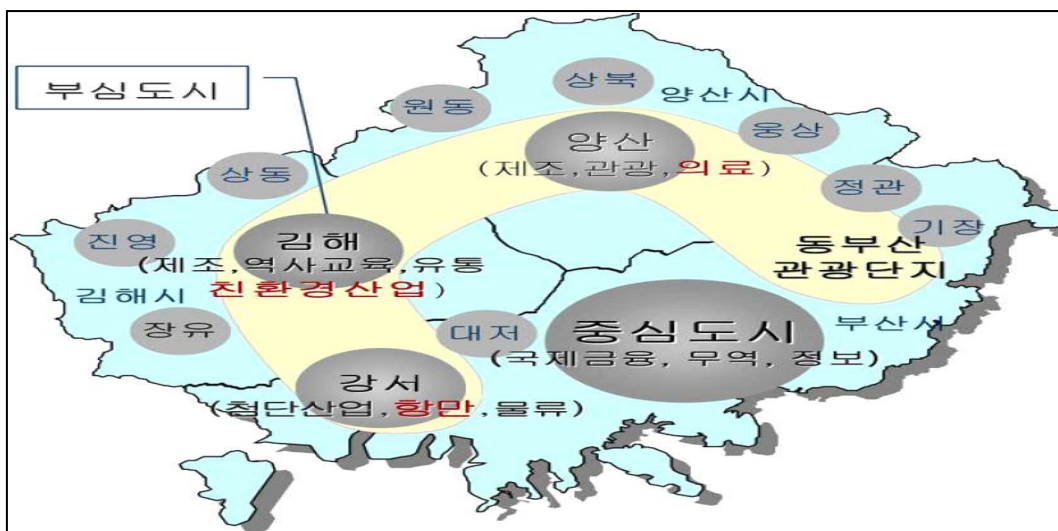 부심도시
상북
양산시
원동
웅상
양산
(제조,관광,의료)
상동
정관
기장
진영
김해
(제조,역사교육,유통
친환경산업)
동부산
관광단지
김해시
장유
대저
중심도시
(국제금융, 무역, 정보)
부산시
강서
(첨단산업,항만,물류)